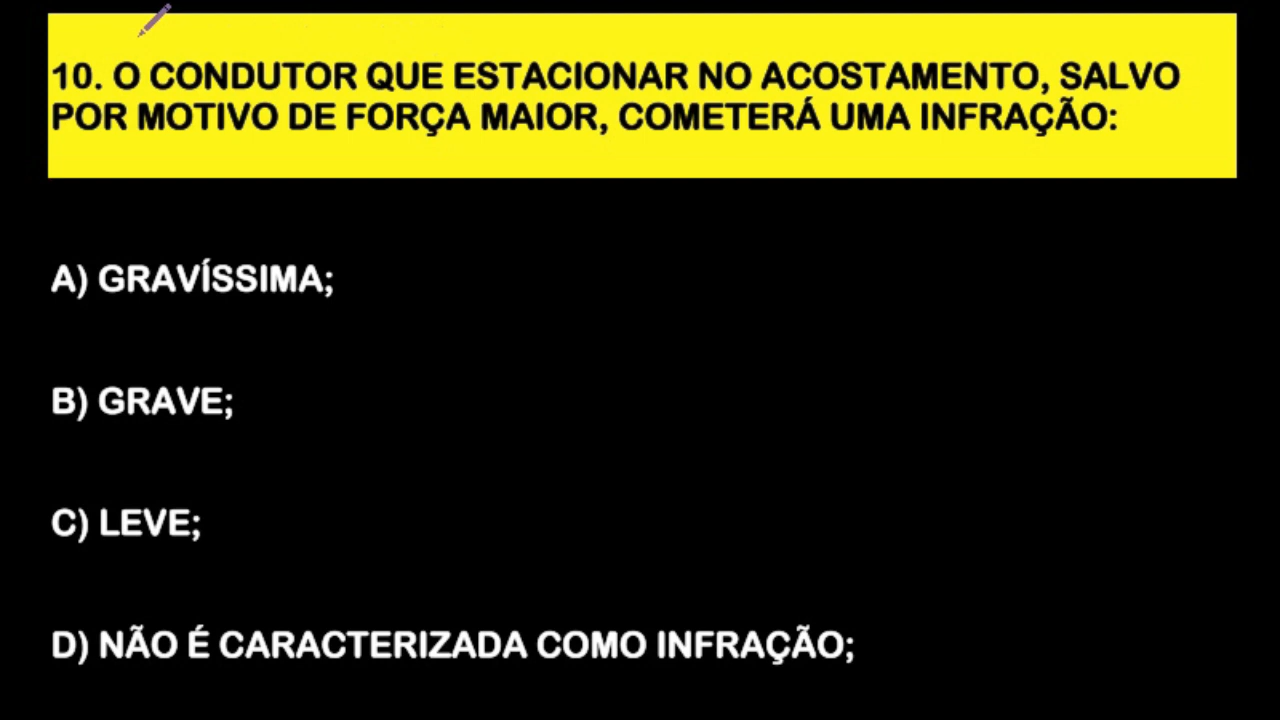 10. O CONDUTOR QUE ESTACIONAR NO ACOSTAMENTO, SALVO
POR MOTIVO DE FORÇA MAIOR, COMETERÁ UMA INFRAÇÃO:
A) GRAVÍSSIMA;
B) GRAVE;
C) LEVE;
D) NÃO É CARACTERIZADA COMO INFRAÇÃO;